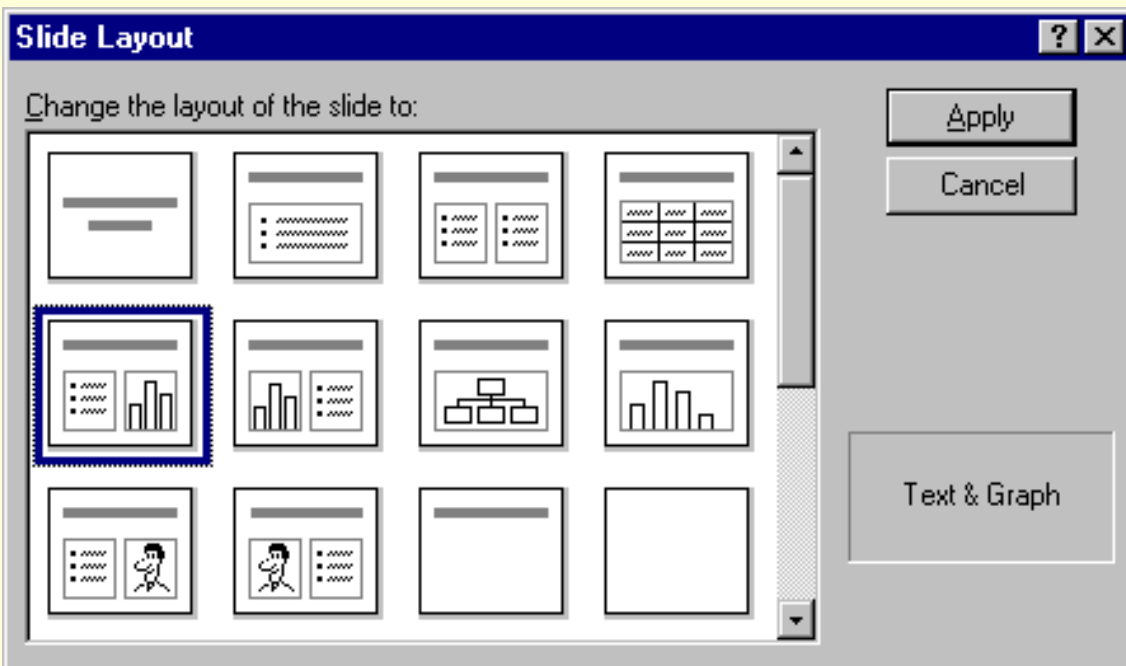 Slide Layout
Change the layout of the slide to:
Apply
Cancel
Text & Graph